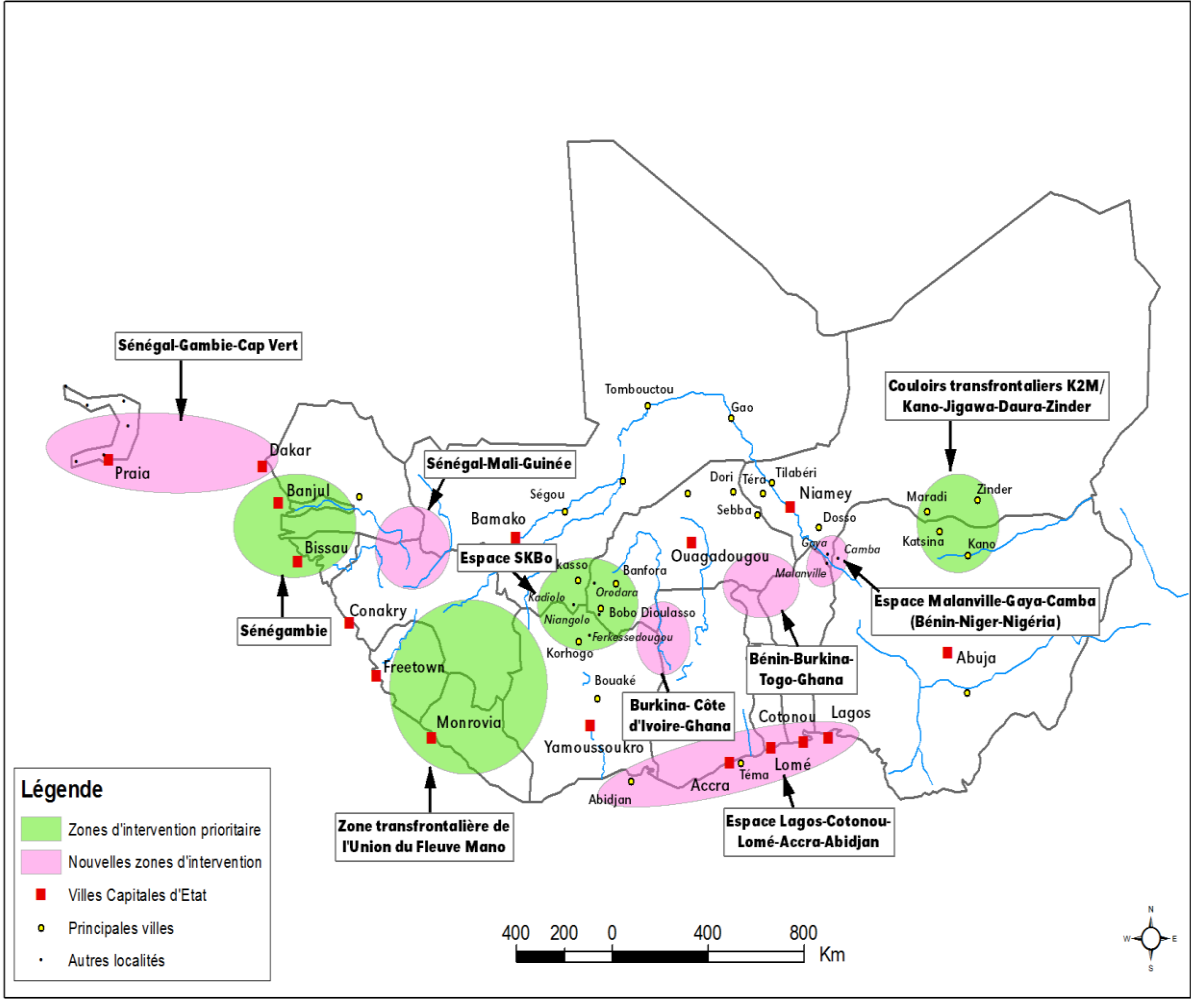 Sénégal-Gambie-Cap Vert
Couloirs transfrontaliers K2M/
Kano-Jigawa-Daura-Zinder
Tombouctou
Gao
Dakar
Praia
Sénégal-Mali-Guinée
Banjul
Ségou
Bamako
Dori
Téra
Tilabéri
Sebba
Niamey
Dosso
Maradi
Zinder
Katsina
Kano
Bissau
Espace SKBo
kasso
Banfora
Orodara
Kadiolo
Niangolo
Bobo Dioulasso
Ferkessedougou
Korhogo
Ouagadougou
Gaya
Camba
Malanville
Espace Malanville-Gaya-Camba
(Bénin-Niger-Nigéria)
Sénégambie
Conakry
Freetown
Monrovia
Bouaké
Yamoussoukro
Abidjan
Burkina- Côte
d'Ivoire-Ghana
Bénin-Burkina-
Togo-Ghana
Abuja
Cotonou
Lagos
Lomé
Téma
Accra
Zone transfrontalière de
l'Union du Fleuve Mano
Espace Lagos-Cotonou-
Lomé-Accra-Abidjan
Légende
Zones d'intervention prioritaire
Nouvelles zones d'intervention
Villes Capitales d'Etat
Principales villes
Autres localités
400 200 0 400 800
Km
N
W E
S